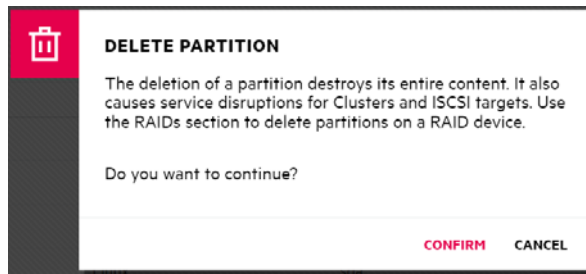 DELETE PARTITION
The deletion of a partition destroys its entire content. It also
causes service disruptions for Clusters and ISCSI targets. Use
the RAIDs section to delete partitions on a RAID device.
Do you want to continue?
CONFIRM CANCEL